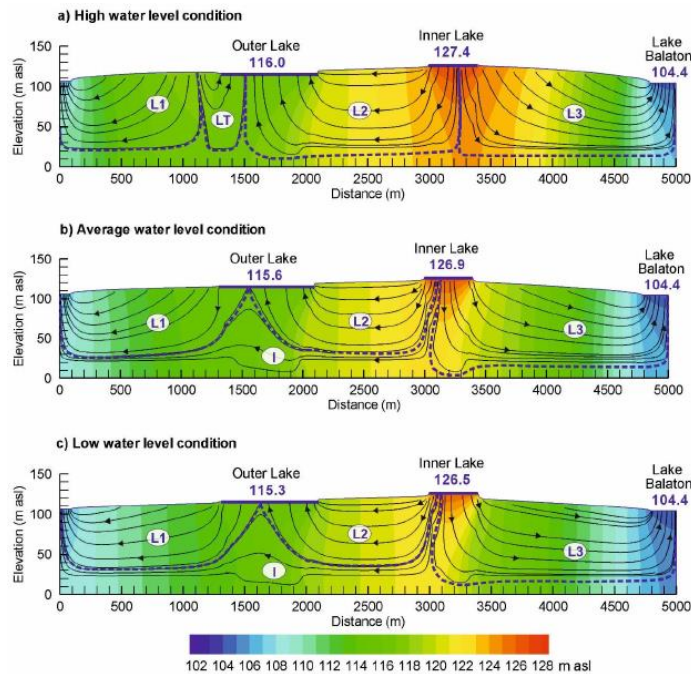 a) High water level condition
Outer Lake
116.0
Inner Lake
127.4
Lake
Balaton
104.4
Elevation (m asl)
150
100
50
0
L1
LT
L2
L3
0 500 1000 1500 2000 2500 3000 3500 4000 4500 5000
Distance (m)
b) Average water level condition
Outer Lake
115.6
Inner Lake
126.9
Lake
Balaton
104.4
Elevation (m asl)
150
100
50
0
L1
I
L2
L3
0 500 1000 1500 2000 2500 3000 3500 4000 4500 5000
Distance (m)
c) Low water level condition
Outer Lake
115.3
Inner Lake
126.5
Lake
Balaton
104.4
Elevation (m asl)
150
100
50
0
L1
I
L2
L3
0 500 1000 1500 2000 2500 3000 3500 4000 4500 5000
Distance (m)
102 104 106 108 110 112 114 116 118 120 122 124 126 128 m asl